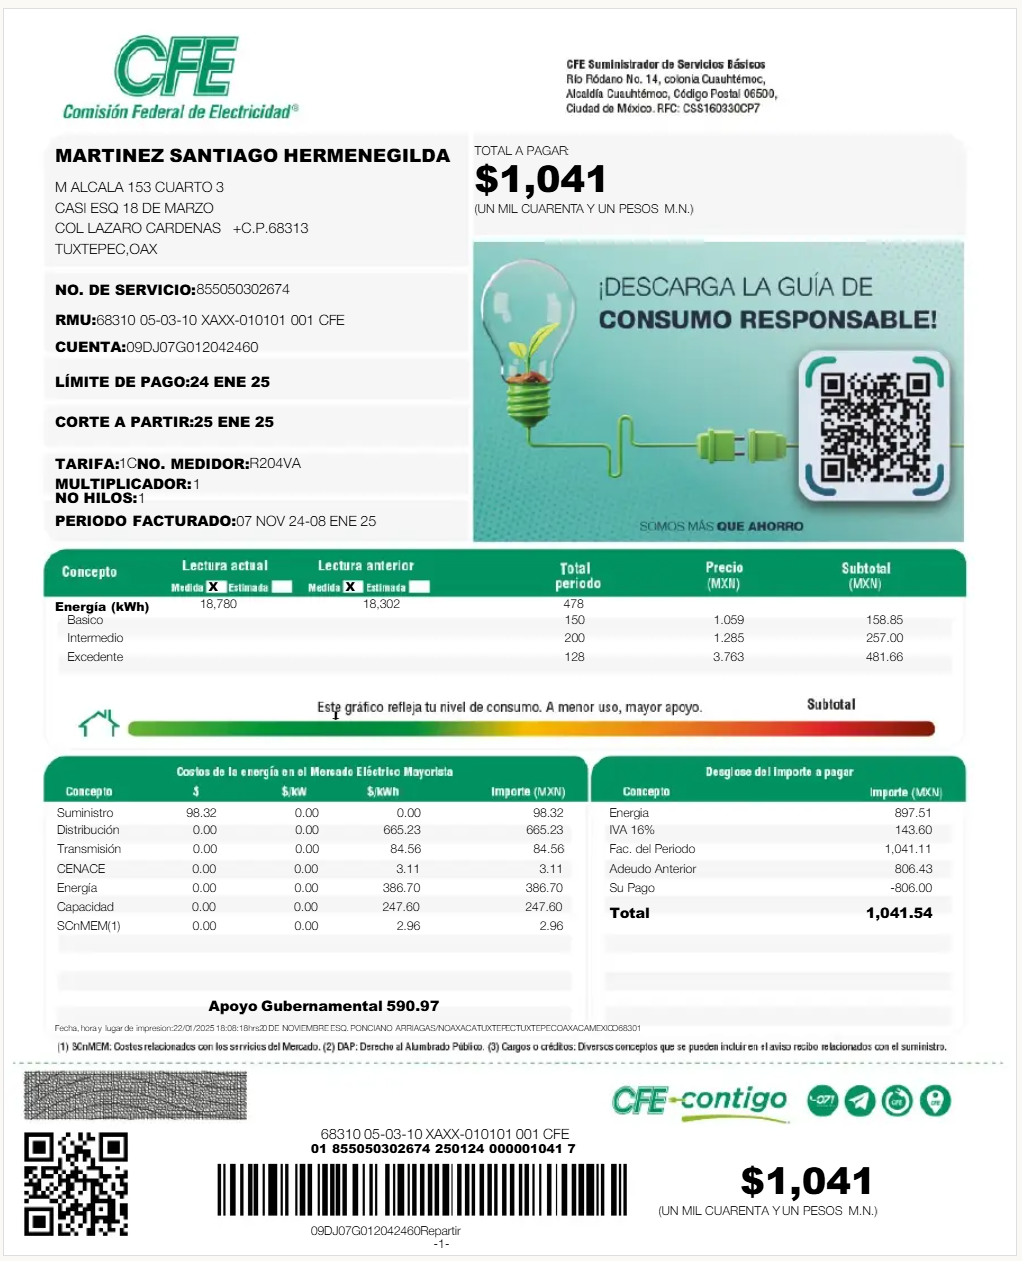 CFE
Comisión Federal de Electricidad®
CFE Suministrador de Servicios Básicos
Río Ródano No. 14, colonia Cuauhtémoc,
Alcaldía Cuauhtémoc, Código Postal 06500,
Ciudad de México. RFC: CSS160330CP7
MARTINEZ SANTIAGO HERMENEGILDA
M ALCALA 153 CUARTO 3
CASI ESQ 18 DE MARZO
COL LAZARO CARDENAS +C.P.68313
TUXTEPEC,OAX
TOTAL A PAGAR:
$1,041
(UN MIL CUARENTA Y UN PESOS M.N.)
NO. DE SERVICIO:855050302674
RMU:68310 05-03-10 XAXX-010101 001 CFE
CUENTA:09DJ07G012042460
LÍMITE DE PAGO:24 ENE 25
CORTE A PARTIR:25 ENE 25
TARIFA:1CNO. MEDIDOR:R204VA
MULTIPLICADOR:1
NO HILOS:1
PERIODO FACTURADO:07 NOV 24-08 ENE 25
¡DESCARGA LA GUÍA DE
CONSUMO RESPONSABLE!
SOMOS MÁS QUE AHORRO
Concepto Lectura actual Lectura anterior Total periodo Precio (MXN) Subtotal (MXN)
Medida X Estimada Medida X Estimada
Energía (kWh) 18,780 18,302 478
Basico 150 1.059 158.85
Intermedio 200 1.285 257.00
Excedente 128 3.763 481.66
Este gráfico refleja tu nivel de consumo. A menor uso, mayor apoyo. Subtotal
Costos de la energía en el Mercado Eléctrico Mayorista
Concepto $ $/kW $/kWh Importe (MXN)
Suministro 98.32 0.00 0.00 98.32
Distribución 0.00 0.00 665.23 665.23
Transmisión 0.00 0.00 84.56 84.56
CENACE 0.00 0.00 3.11 3.11
Energía 0.00 0.00 386.70 386.70
Capacidad 0.00 0.00 247.60 247.60
SCnMEM(1) 0.00 0.00 2.96 2.96
Apoyo Gubernamental 590.97
Desglose del importe a pagar
Concepto Importe (MXN)
Energia 897.51
IVA 16% 143.60
Fac. del Periodo 1,041.11
Adeudo Anterior 806.43
Su Pago -806.00
Total 1,041.54
Fecha, hora y lugar de impresion:22/01/2025 18:08:18hrs20 DE NOVIEMBRE ESQ. PONCIANO ARRIAGAS/NOAXACATUXTEPECTUXTEPECOAXACAMEXICO68301
(1) SCnMEM: Costos relacionados con los servicios del Mercado. (2) DAP: Derecho al Alumbrado Público. (3) Cargos o créditos: Diversos conceptos que se pueden incluir en el aviso recibo relacionados con el suministro.
CFE contigo
071
CFE
CFE
68310 05-03-10 XAXX-010101 001 CFE
01 855050302674 250124 000001041 7
09DJ07G012042460Repartir
-1-
$1,041
(UN MIL CUARENTA Y UN PESOS M.N.)